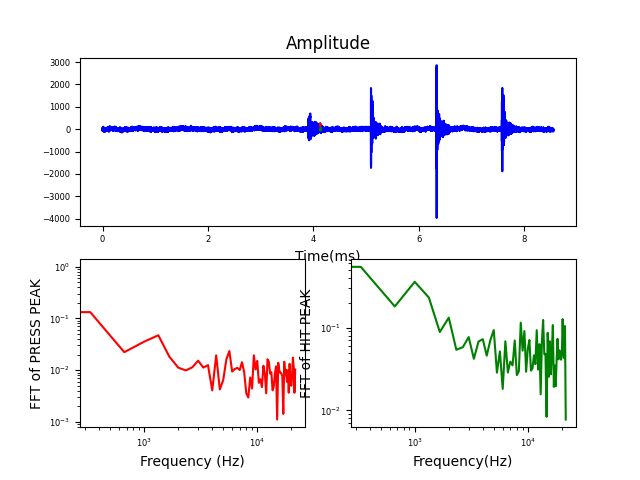 Amplitude
3000
2000
1000
0
−1000
−2000
−3000
−4000
0 2 4 6 8
Time(ms)
FFT of PRESS PEAK
10⁰
10⁻¹
10⁻²
10⁻³
10³ 10⁴
Frequency (Hz)
FFT of HIT PEAK
10⁻¹
10⁻²
10³ 10⁴
Frequency(Hz)